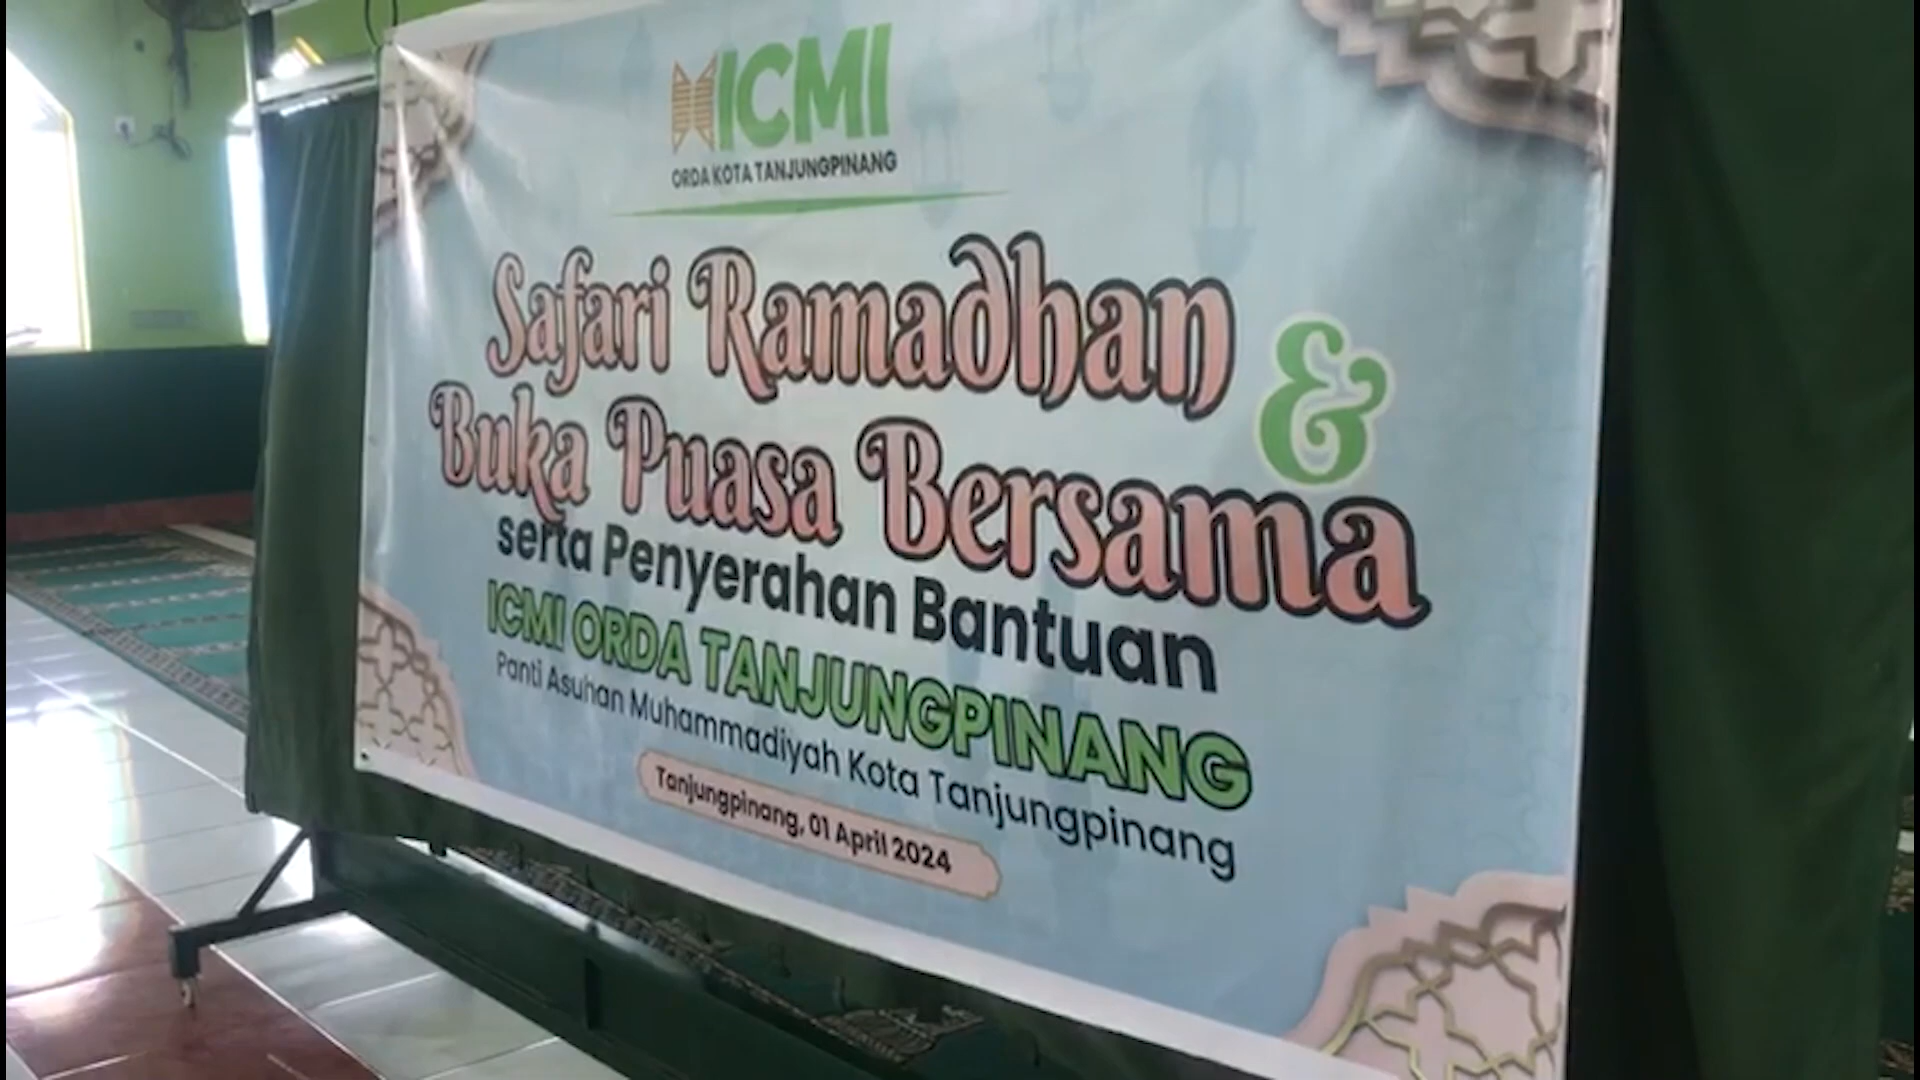 ICMI
ORDA KOTA TANJUNGPINANG
Safari Ramadhan &
Buka Puasa Bersama
serta Penyerahan Bantuan
ICMI ORDA TANJUNGPINANG
Panti Asuhan Muhammadiyah Kota Tanjungpinang
Tanjungpinang, 01 April 2024